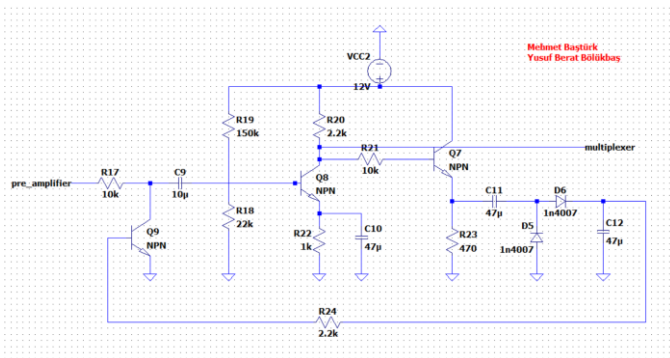 Mehmet Baştürk
Yusuf Berat Bölükbaş
VCC2
12V
R19
150k
R20
2.2k
R21
10k
multiplexer
Q7
NPN
R17
10k
C9
10µ
Q8
NPN
pre_amplifier
C11
47µ
D6
1n4007
R18
22k
Q9
NPN
R22
1k
C10
47µ
R23
470
D5
1n4007
C12
47µ
R24
2.2k